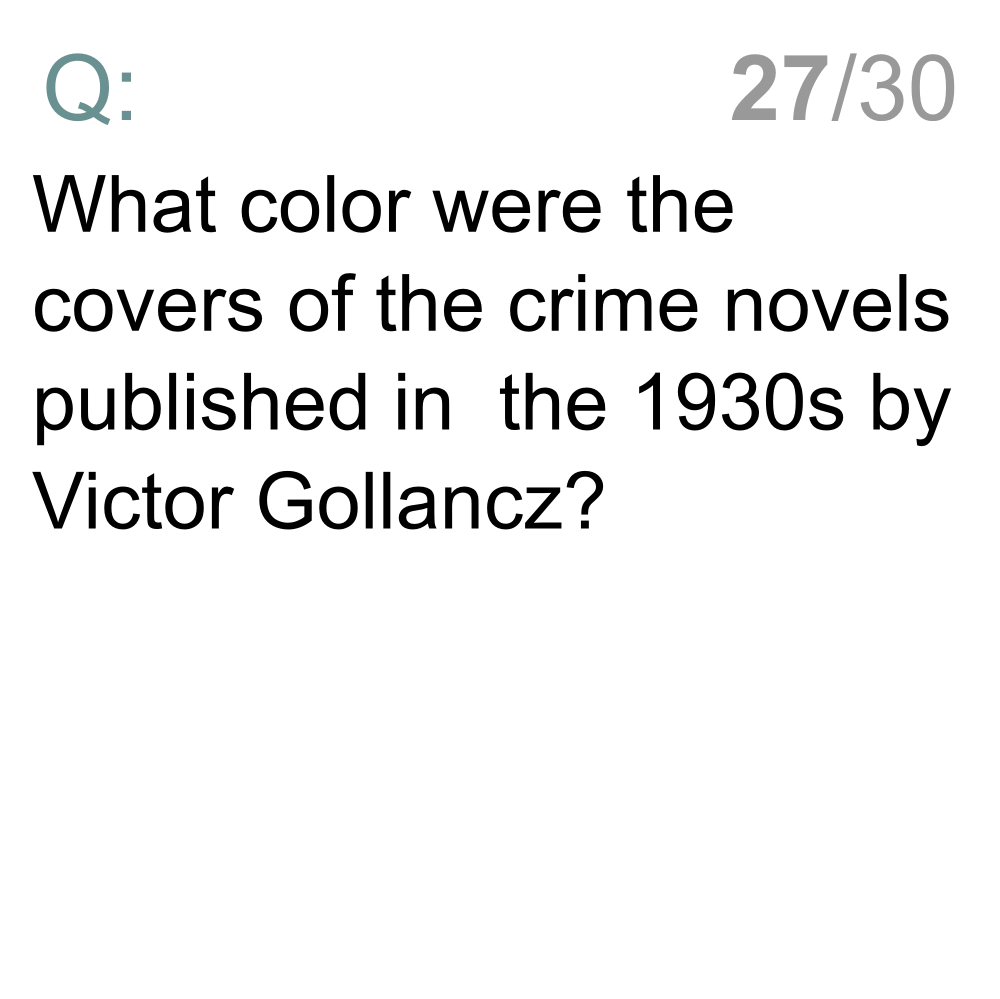 Q: 27/30
What color were the
covers of the crime novels
published in  the 1930s by
Victor Gollancz?